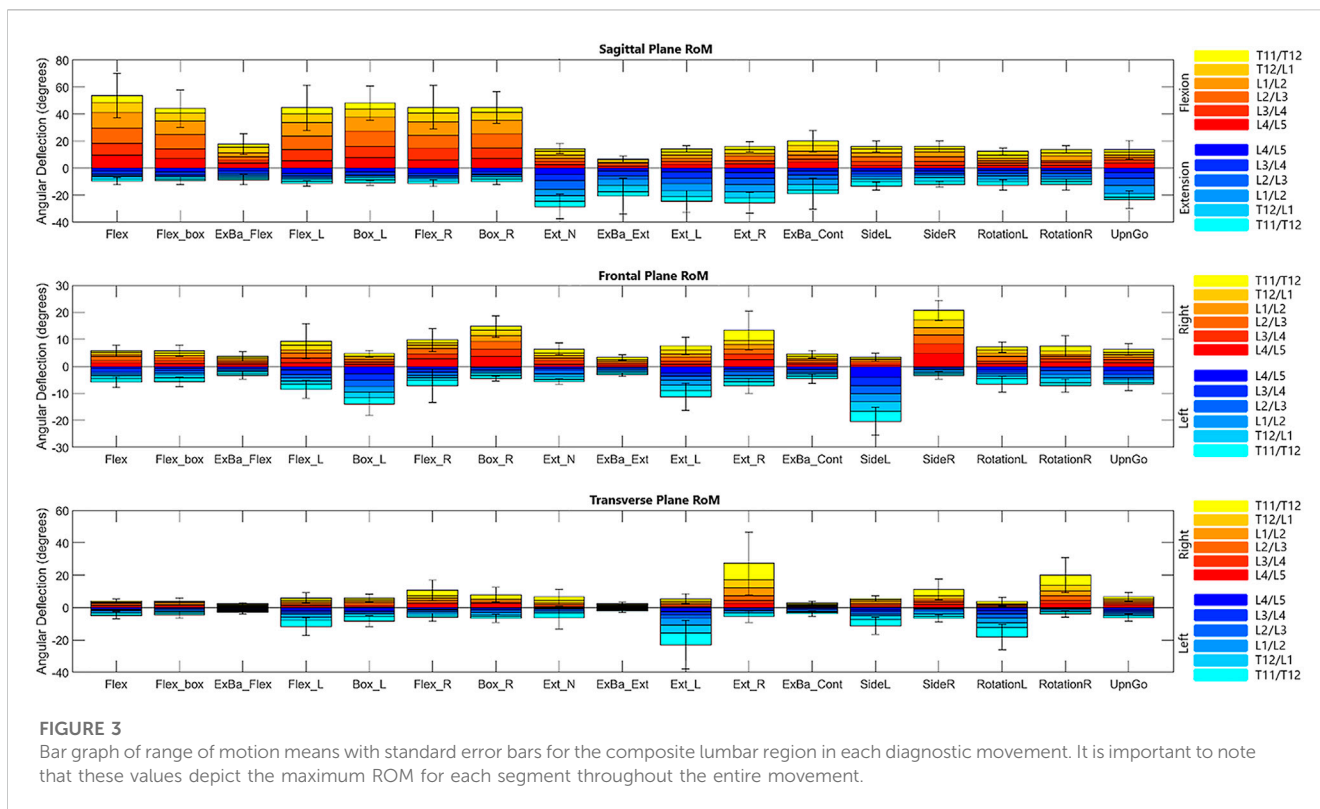 Sagittal Plane RoM
Angular Deflection (degrees)
80
60
40
20
0
-20
-40
Flex Flex_box ExBa_Flex Flex_L Box_L Flex_R Box_R Ext_N ExBa_Ext Ext_L Ext_R ExBa_Cont SideL SideR RotationL RotationR UpnGo
Flexion
Extension
T11/T12
T12/L1
L1/L2
L2/L3
L3/L4
L4/L5
L4/L5
L3/L4
L2/L3
L1/L2
T12/L1
T11/T12
Frontal Plane RoM
Angular Deflection (degrees)
30
20
10
0
-10
-20
-30
Flex Flex_box ExBa_Flex Flex_L Box_L Flex_R Box_R Ext_N ExBa_Ext Ext_L Ext_R ExBa_Cont SideL SideR RotationL RotationR UpnGo
Right
Left
T11/T12
T12/L1
L1/L2
L2/L3
L3/L4
L4/L5
L4/L5
L3/L4
L2/L3
L1/L2
T12/L1
T11/T12
Transverse Plane RoM
Angular Deflection (degrees)
60
40
20
0
-20
-40
Flex Flex_box ExBa_Flex Flex_L Box_L Flex_R Box_R Ext_N ExBa_Ext Ext_L Ext_R ExBa_Cont SideL SideR RotationL RotationR UpnGo
Right
Left
T11/T12
T12/L1
L1/L2
L2/L3
L3/L4
L4/L5
L4/L5
L3/L4
L2/L3
L1/L2
T12/L1
T11/T12
FIGURE 3
Bar graph of range of motion means with standard error bars for the composite lumbar region in each diagnostic movement. It is important to note
that these values depict the maximum ROM for each segment throughout the entire movement.